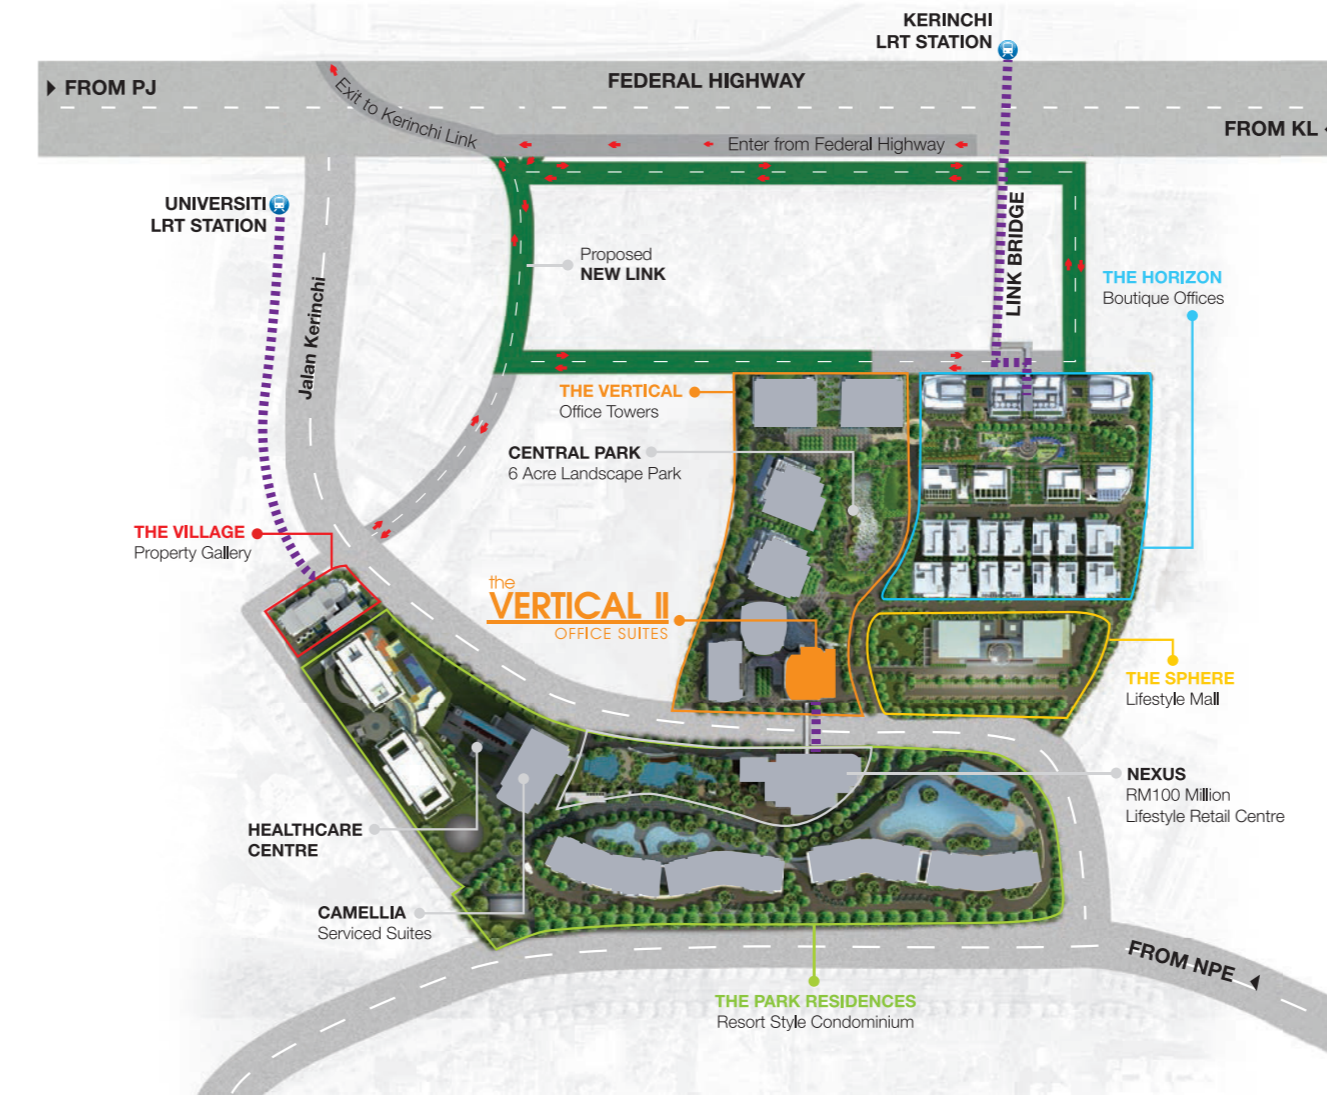 KERINCHI
LRT STATION
FROM PJ
FEDERAL HIGHWAY
Exit to Kerinchi Link
Enter from Federal Highway
FROM KL
UNIVERSITI
LRT STATION
LINK BRIDGE
Proposed
NEW LINK
THE HORIZON
Boutique Offices
Jalan Kerinchi
THE VERTICAL
Office Towers
CENTRAL PARK
6 Acre Landscape Park
THE VILLAGE
Property Gallery
the
VERTICAL II
OFFICE SUITES
THE SPHERE
Lifestyle Mall
NEXUS
RM100 Million
Lifestyle Retail Centre
HEALTHCARE
CENTRE
CAMELLIA
Serviced Suites
FROM NPE
THE PARK RESIDENCES
Resort Style Condominium